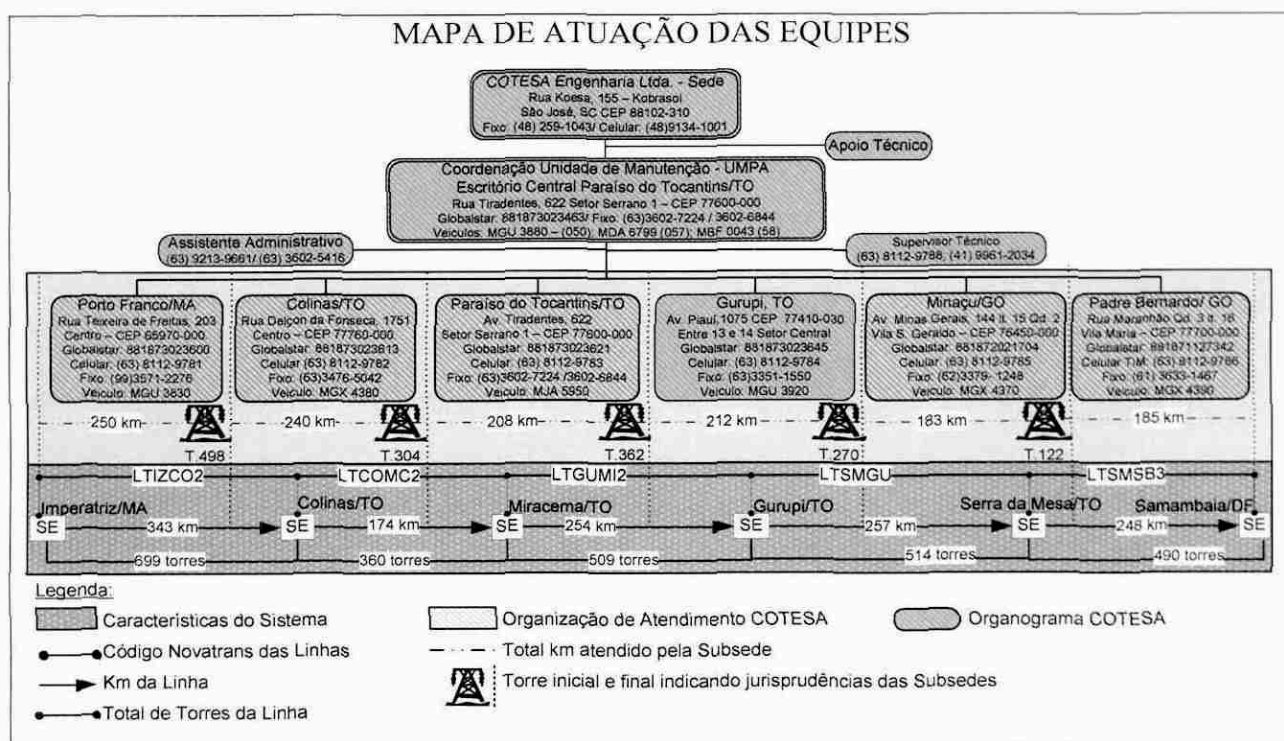 MAPA DE ATUAÇÃO DAS EQUIPES
COTESA Engenharia Ltda. - Sede
Rua Koesa, 155 – Kobrasol
São José, SC CEP 88102-310
Fixo: (48) 259-1043/ Celular: (48)9134-1001
Apoio Técnico
Coordenação Unidade de Manutenção - UMPA
Escritório Central Paraíso do Tocantins/TO
Rua Tiradentes, 622 Setor Serrano 1 – CEP 77600-000
Globalstar: 881873023463/ Fixo: (63)3602-7224 / 3602-6844
Veiculos: MGU 3880 – (050); MDA 6799 (057); MBF 0043 (58)
Assistente Administrativo
(63) 9213-9661/ (63) 3602-5416
Supervisor Técnico
(63) 8112-9788, (41) 9961-2034
Porto Franco/MA
Rua Teixeira de Freitas, 203
Centro – CEP 65970-000
Globalstar: 881873023600
Celular: (63) 8112-9781
Fixo: (99)3571-2276
Veiculo: MGU 3830
Colinas/TO
Rua Deiçon da Fonseca, 1751
Centro – CEP 77760-000
Globalstar: 881873023613
Celular (63) 8112-9782
Fixo: (63)3476-5042
Veiculo: MGX 4380
Paraíso do Tocantins/TO
Av. Tiradentes, 622
Setor Serrano 1 – CEP 77600-000
Globalstar: 881873023621
Celular: (63) 8112-9783
Fixo: (63)3602-7224 /3602-6844
Veiculo: MJA 5950
Gurupi, TO
Av. Piauí,1075 CEP 77410-030
Entre 13 e 14 Setor Central
Globalstar: 881873023645
Celular: (63) 8112-9784
Fixo: (63)3351-1550
Veiculo: MGU 3920
Minaçu/GO
Av. Minas Gerais, 144 lt. 15 Qd. 2
Vila S. Geraldo – CEP 76450-000
Globalstar: 881872021704
Celular: (63) 8112-9785
Fixo: (62)3379- 1248
Veiculo: MGX 4370
Padre Bernardo/ GO
Rua Maranhão Qd. 3 lt. 16
Vila Maria – CEP 77700-000
Globalstar: 881871127342
Celular TIM: (63) 8112-9786
Fixo: (61) 3633-1467
Veiculo: MGX 4390
250 km
240 km
208 km
212 km
183 km
185 km
T.498
T.304
T.362
T.270
T.122
LTIZCO2
LTCOMC2
LTGUMI2
LTSMGU
LTSMSB3
Imperatriz/MA
Colinas/TO
Miracema/TO
Gurupi/TO
Serra da Mesa/TO
Samambaia/DF
SE
343 km
SE
174 km
SE
254 km
SE
257 km
SE
248 km
SE
699 torres
360 torres
509 torres
514 torres
490 torres
Legenda:
Características do Sistema
Organização de Atendimento COTESA
Organograma COTESA
Código Novatrans das Linhas
Total km atendido pela Subsede
Km da Linha
Torre inicial e final indicando jurisprudências das Subsedes
Total de Torres da Linha